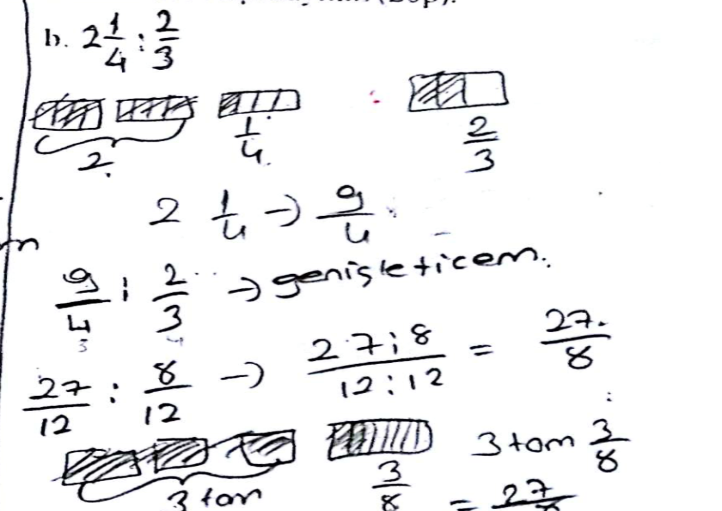 b. 2 1/4 : 2/3
2 1/4 : 2/3
2 1/4 → 9/4
9/4 : 2/3 → genişleticem.
3 4
27/12 : 8/12 → 27:8/12:12 = 27/8
3 tam 3/8 3 tam 3/8
= 27